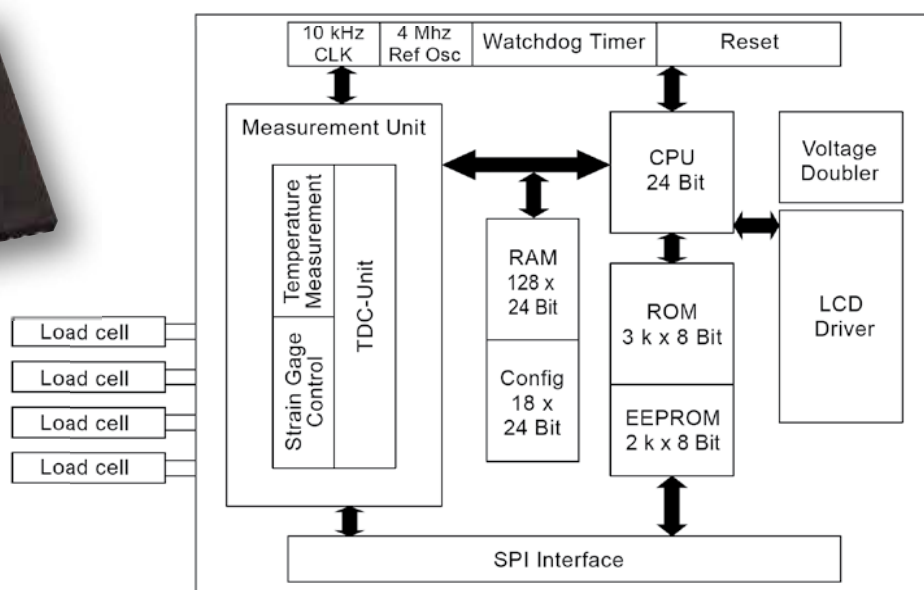 10 kHz
CLK
4 Mhz
Ref Osc
Watchdog Timer
Reset
Measurement Unit
Temperature
Measurement
Strain Gage
Control
TDC-Unit
CPU
24 Bit
Voltage
Doubler
RAM
128 x
24 Bit
Config
18 x
24 Bit
ROM
3 k x 8 Bit
EEPROM
2 k x 8 Bit
LCD
Driver
Load cell
Load cell
Load cell
Load cell
SPI Interface